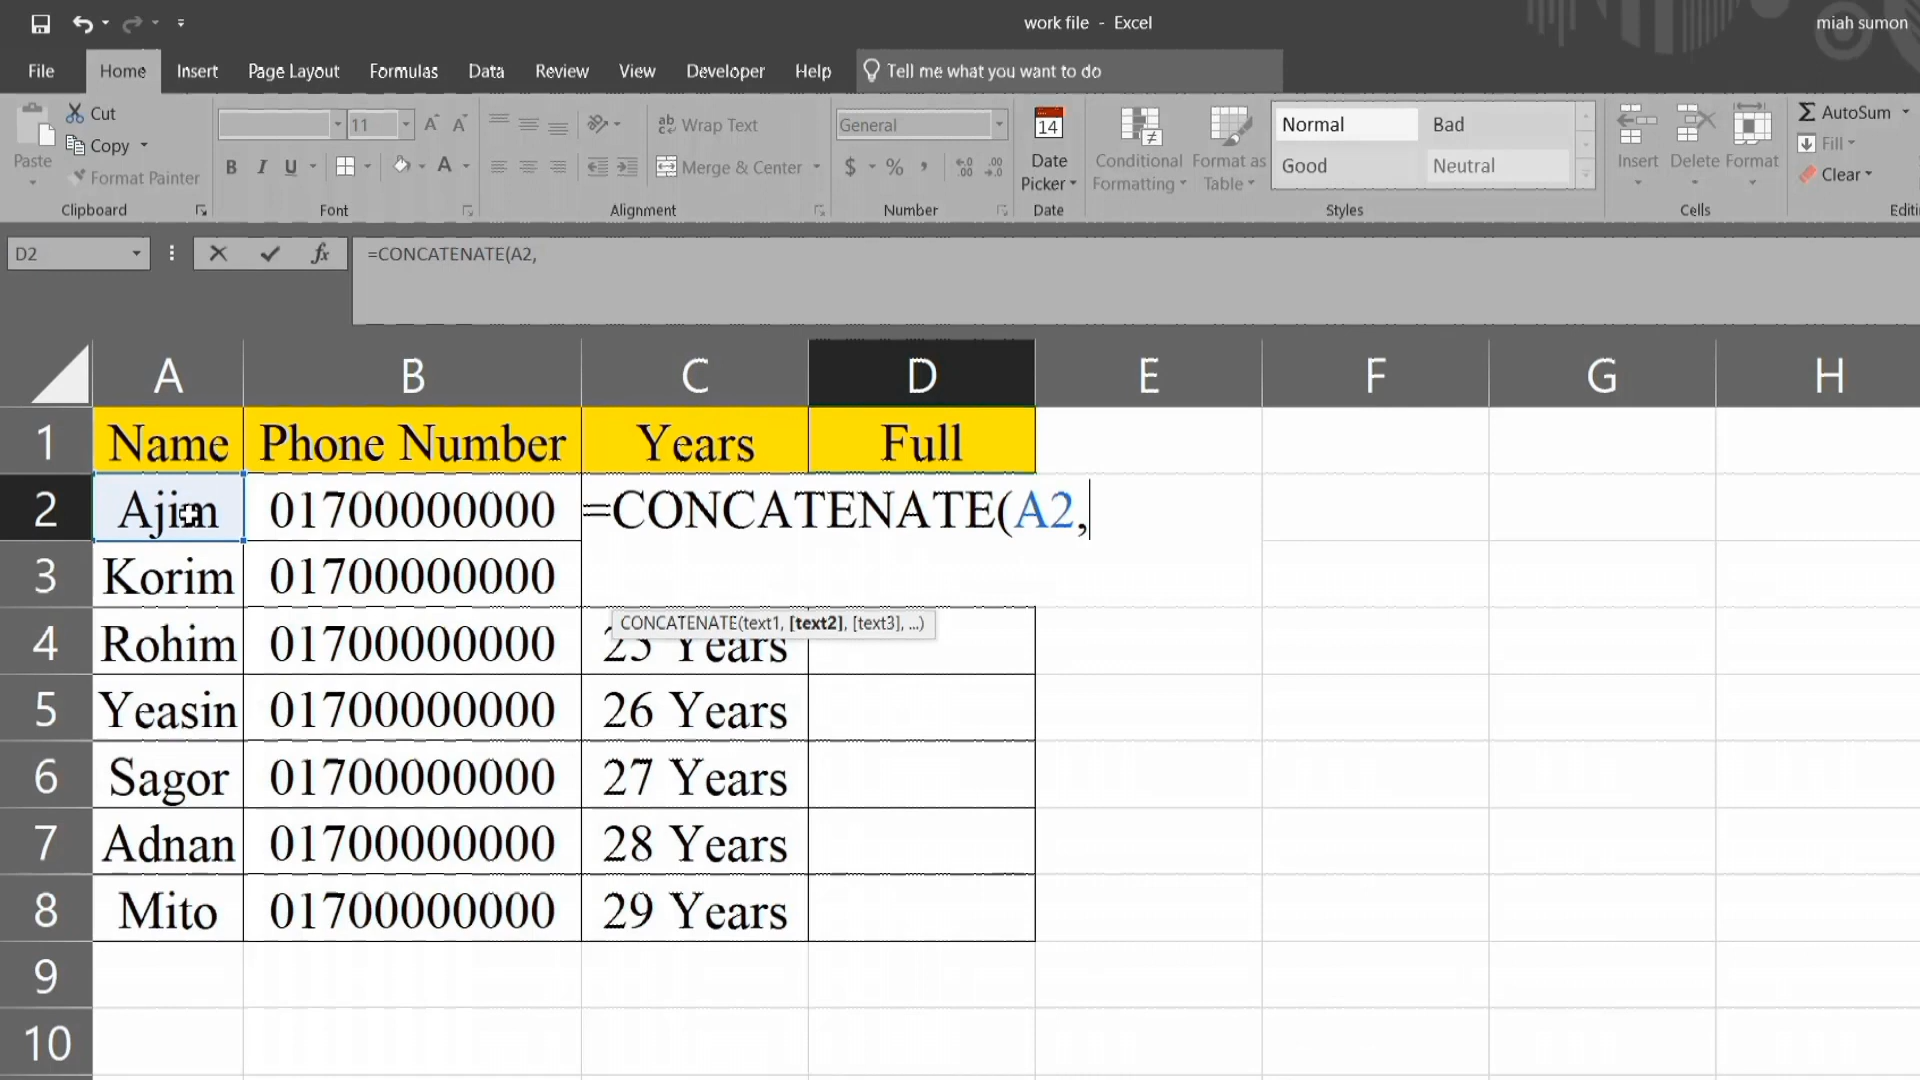 work file - Excel
miah sumon
File Home Insert Page Layout Formulas Data Review View Developer Help Tell me what you want to do
Paste
Cut
Copy
Format Painter
Clipboard
11
B I U
Font
Wrap Text
Merge & Center
Alignment
General
$ % ,
Number
14
Date
Picker
Date
Conditional
Formatting
Format as
Table
Normal Bad
Good Neutral
Styles
Insert Delete Format
Cells
AutoSum
Fill
Clear
D2
fx
=CONCATENATE(A2,
A B C D E F G H
1 Name Phone Number Years Full
2 Ajim 01700000000 =CONCATENATE(A2,
3 Korim 01700000000
CONCATENATE(text1, [text2], [text3], ...)
4 Rohim 01700000000 25 Years
5 Yeasin 01700000000 26 Years
6 Sagor 01700000000 27 Years
7 Adnan 01700000000 28 Years
8 Mito 01700000000 29 Years
9
10